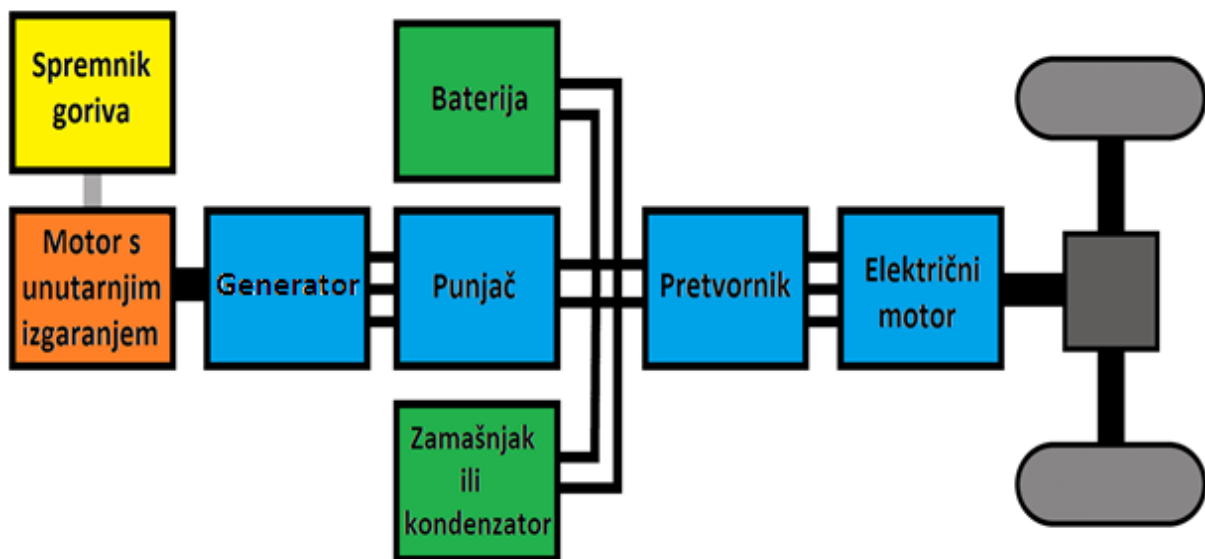 Spremnik
goriva
Baterija
Motor s
unutarnjim
izgaranjem
Generator
Punjač
Pretvornik
Električni
motor
Zamašnjak
ili
kondenzator